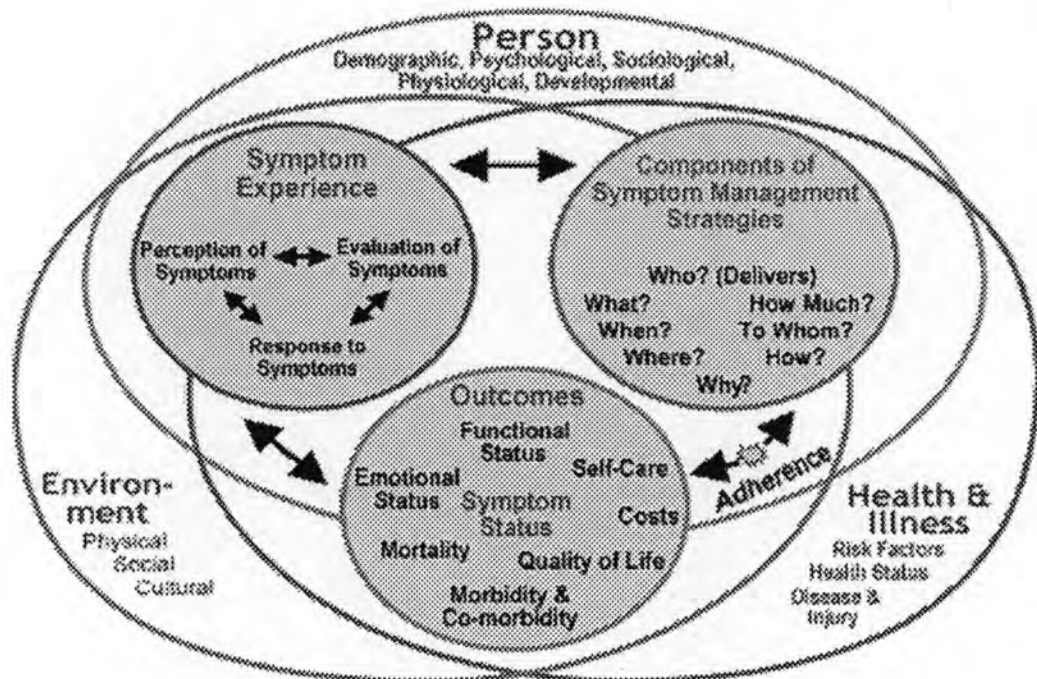 Person
Demographic, Psychological, Sociological,
Physiological, Developmental
Symptom
Experience
Perception of
Symptoms
Evaluation of
Symptoms
Response to
Symptoms
Components of
Symptom Management
Strategies
Who? (Delivers)
What?
How Much?
When?
To Whom?
Where?
How?
Why?
Outcomes
Functional
Status
Emotional
Status
Self-Care
Symptom
Status
Costs
Mortality
Quality of Life
Morbidity &
Co-morbidity
Adherence
Environ-
ment
Physical
Social
Cultural
Health &
Illness
Risk Factors
Health Status
Disease &
Injury